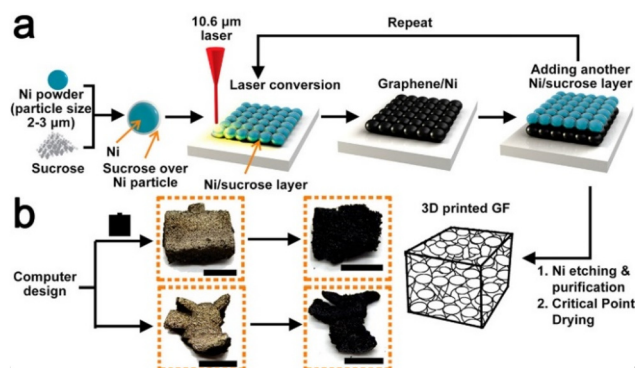 a
10.6 µm
laser
Repeat
Ni powder
(particle size
2-3 µm)
Laser conversion
Graphene/Ni
Adding another
Ni/sucrose layer
Ni
Sucrose
Sucrose over
Ni particle
Ni/sucrose layer
b
3D printed GF
Computer
design
1. Ni etching &
purification
2. Critical Point
Drying